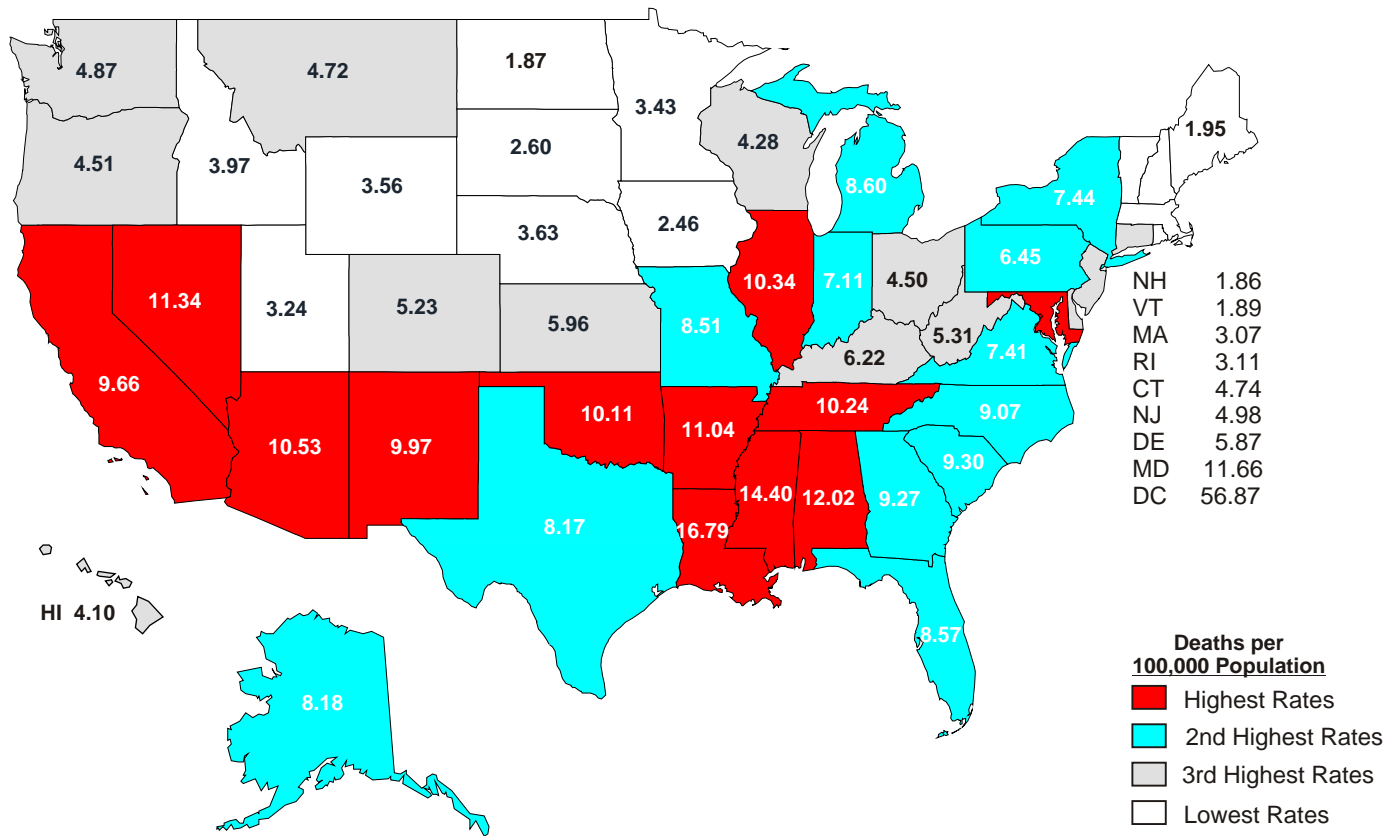 4.87
4.72
1.87
3.43
4.51
3.97
3.56
2.60
4.28
8.60
7.44
1.95
3.63
2.46
6.45
11.34
3.24
5.23
5.96
8.51
10.34
7.11
4.50
5.31
7.41
6.22
9.66
10.53
9.97
10.11
11.04
10.24
9.07
9.30
14.40
12.02
9.27
16.79
8.17
8.57
HI 4.10
8.18
NH 1.86
VT 1.89
MA 3.07
RI 3.11
CT 4.74
NJ 4.98
DE 5.87
MD 11.66
DC 56.87
Deaths per
100,000 Population
Highest Rates
2nd Highest Rates
3rd Highest Rates
Lowest Rates